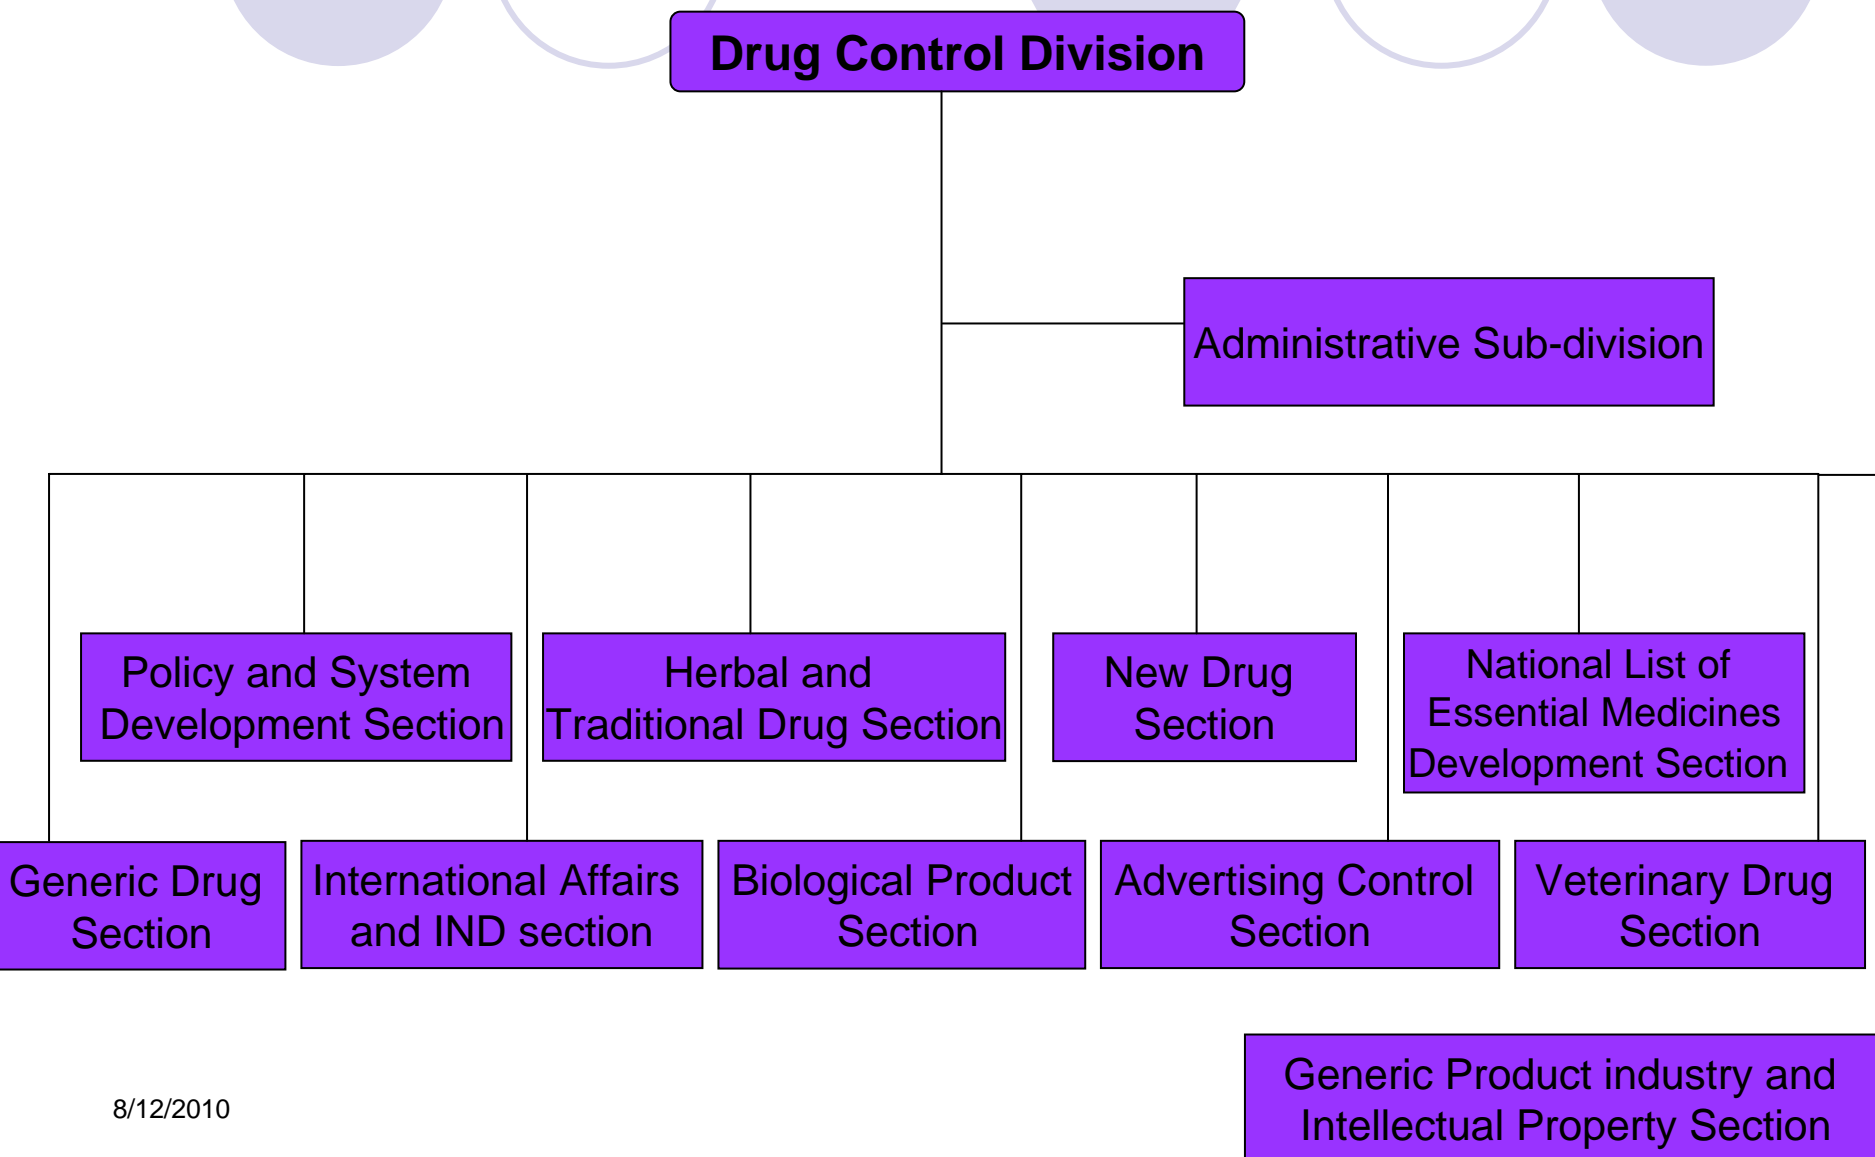 Drug Control Division
Administrative Sub-division
Policy and System
Development Section
Herbal and
Traditional Drug Section
New Drug
Section
National List of
Essential Medicines
Development Section
Generic Drug
Section
International Affairs
and IND section
Biological Product
Section
Advertising Control
Section
Veterinary Drug
Section
Generic Product industry and
Intellectual Property Section
8/12/2010